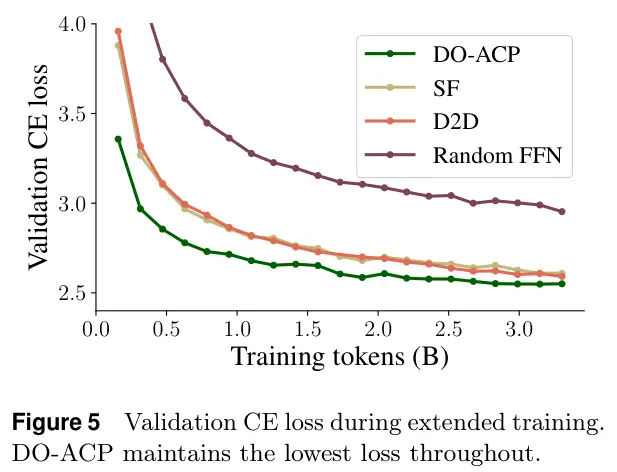 4.0
3.5
3.0
2.5
Validation CE loss
DO-ACP
SF
D2D
Random FFN
0.0 0.5 1.0 1.5 2.0 2.5 3.0
Training tokens (B)
Figure 5 Validation CE loss during extended training.
DO-ACP maintains the lowest loss throughout.